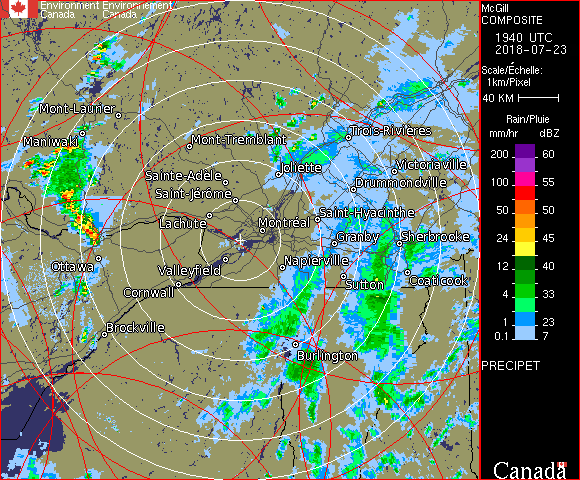 Environment Environnement
Canada Canada
McGill
COMPOSITE
1940 UTC
2018-07-23
Scale/Échelle:
1km/Pixel
40 KM
Rain/Pluie
mm/hr dBZ
200 60
150 57
100 55
50 50
24 45
12 40
4 33
1 23
0.1 7
PRECIPET
Mont-Laurier
Maniwaki
Mont-Tremblant
Trois-Rivières
Joliette
Victoriaville
Sainte-Adèle
Drummondville
Saint-Jérôme
Lachute
Saint-Hyacinthe
Montréal
Granby
Sherbrooke
Ottawa
Valleyfield
Napierville
Coaticook
Cornwall
Sutton
Brockville
Burlington
Canada